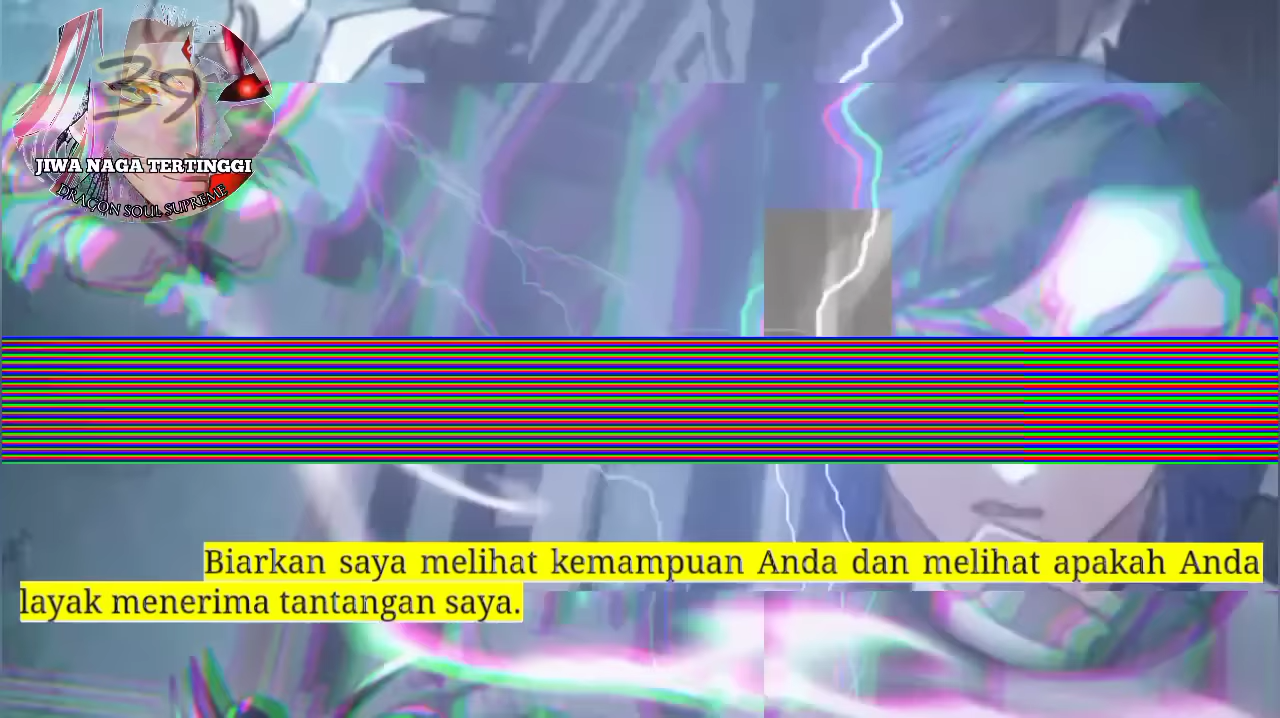 39
JIWA NAGA TERTINGGI
DRAGON SOUL SUPREME
Biarkan saya melihat kemampuan Anda dan melihat apakah Anda
layak menerima tantangan saya.